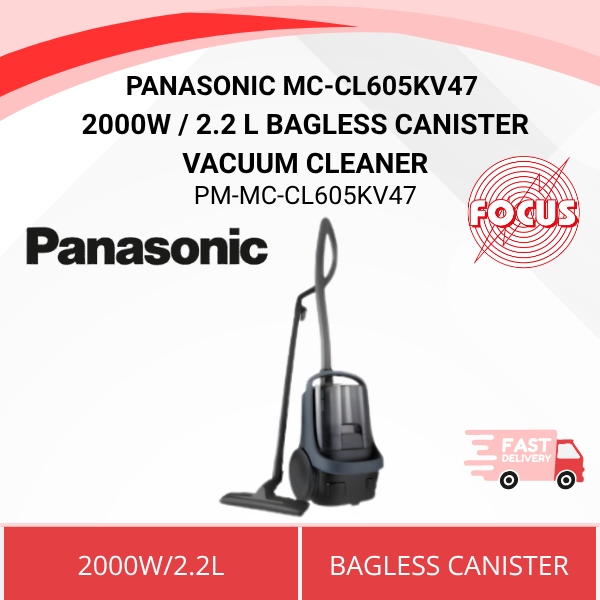 PANASONIC MC-CL605KV47
2000W / 2.2 L BAGLESS CANISTER
VACUUM CLEANER
PM-MC-CL605KV47
FOCUS
Panasonic
FAST
DELIVERY
2000W/2.2L
BAGLESS CANISTER